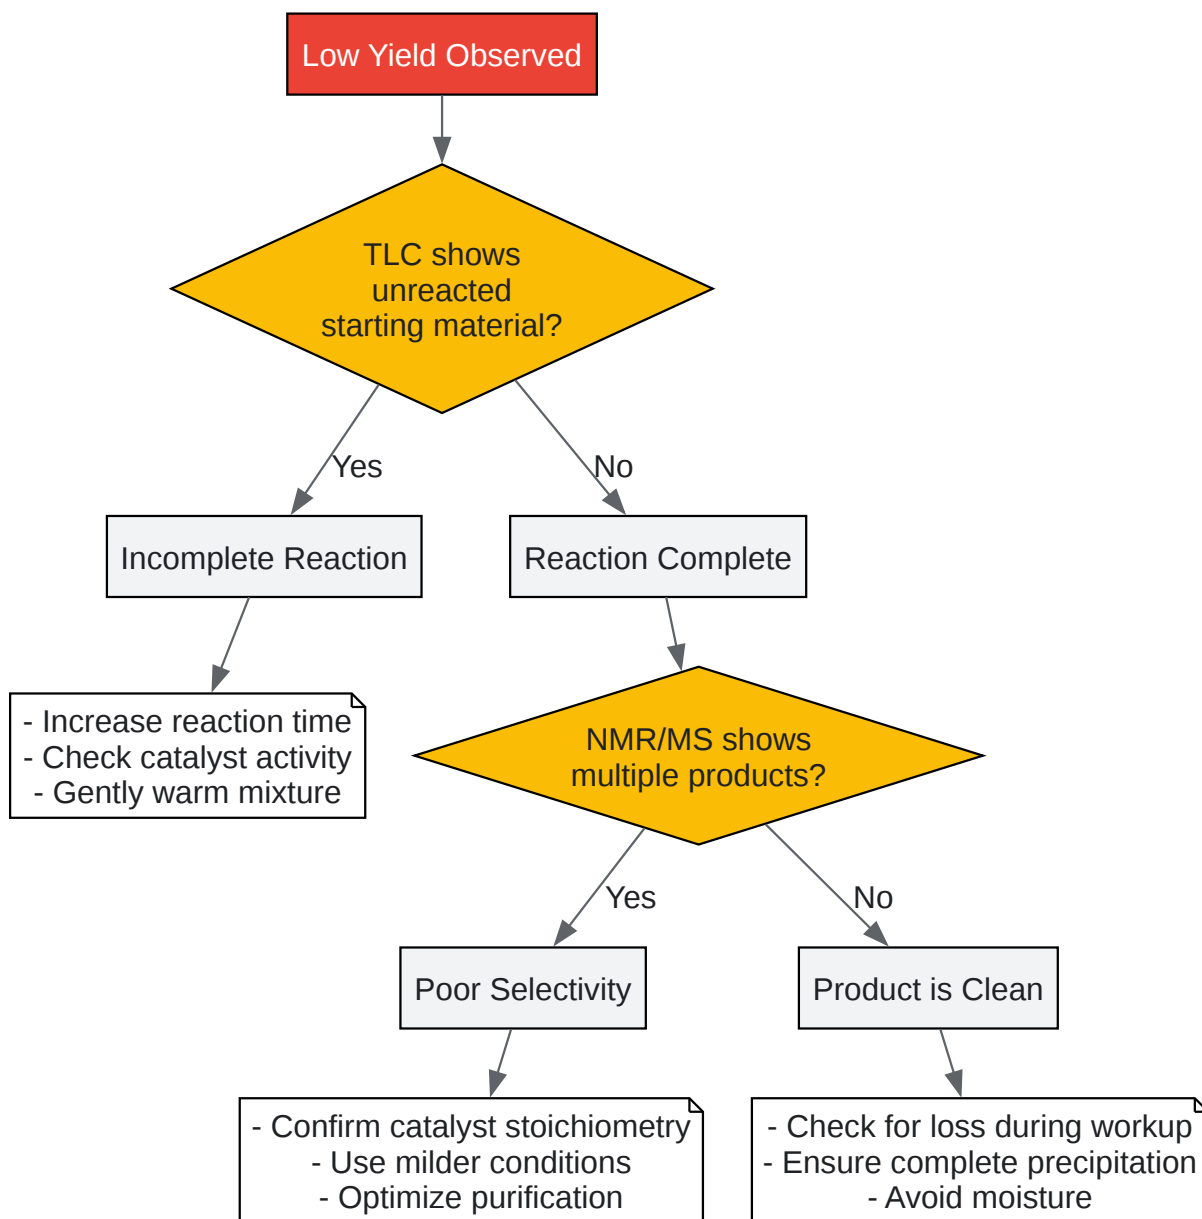 Low Yield Observed
TLC shows
unreacted
starting material?
Yes
No
Incomplete Reaction
Reaction Complete
- Increase reaction time
- Check catalyst activity
- Gently warm mixture
NMR/MS shows
multiple products?
Yes
No
Poor Selectivity
Product is Clean
- Confirm catalyst stoichiometry
- Use milder conditions
- Optimize purification
- Check for loss during workup
- Ensure complete precipitation
- Avoid moisture